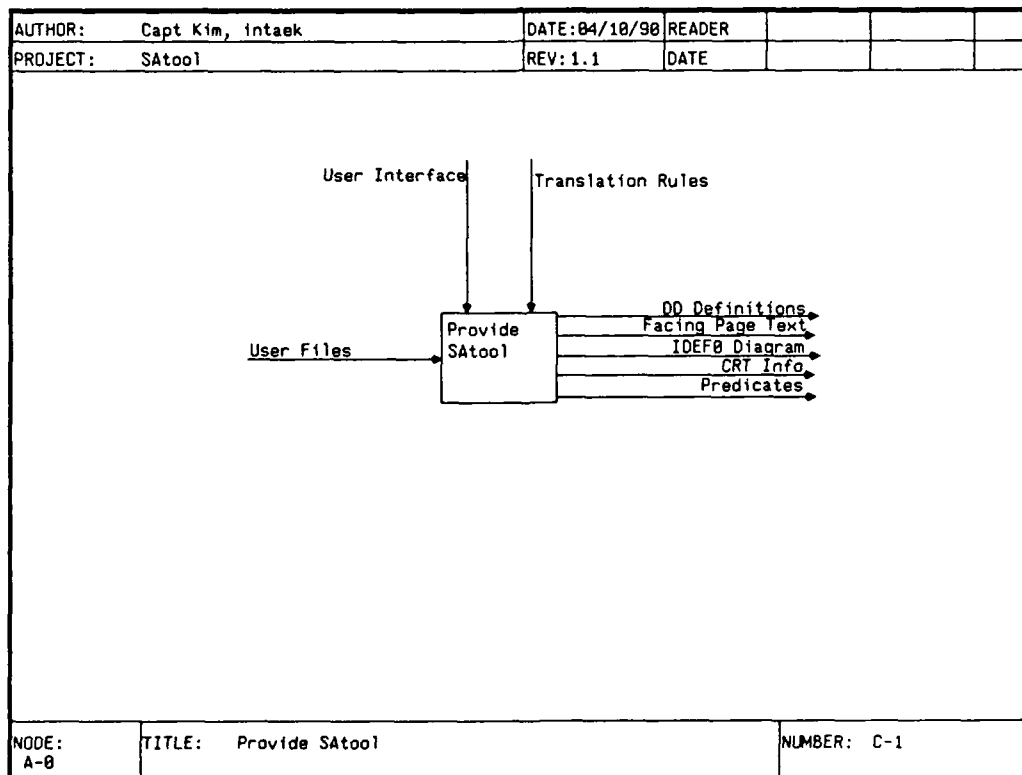 AUTHOR: Capt Kim, intaek DATE:04/10/90 READER
PROJECT: SAtool REV: 1.1 DATE
User Interface Translation Rules
DD Definitions
Provide Facing Page Text
User Files SAtool IDEF0 Diagram
CRT Info
Predicates
NODE: TITLE: Provide SAtool NUMBER: C-1
A-0